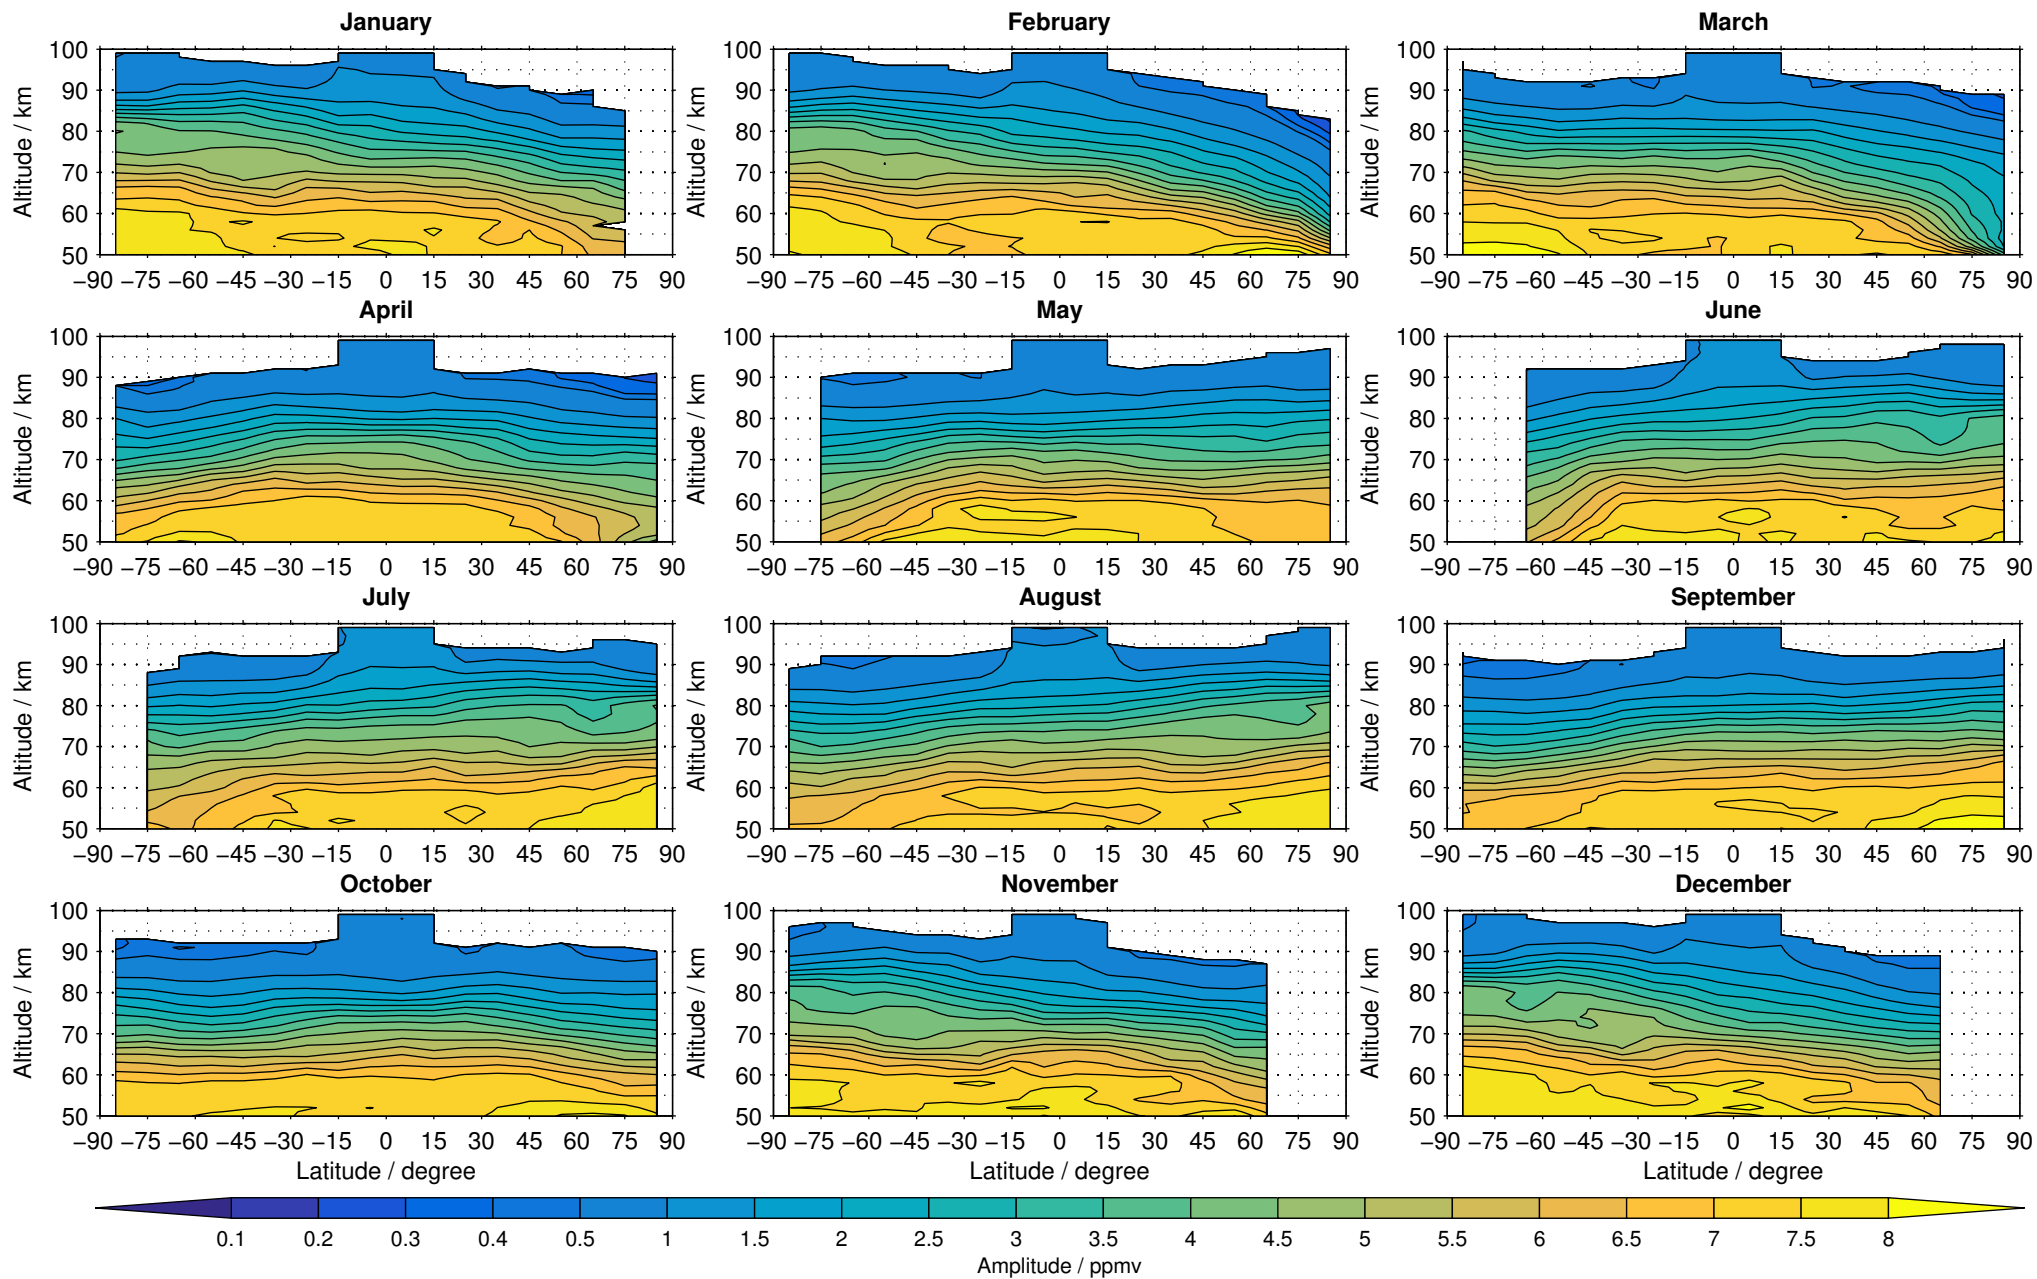 January February March
100 100 100
90 90 90
80 80 80
70 70 70
60 60 60
50 50 50
Altitude / km Altitude / km Altitude / km
−90 −75 −60 −45 −30 −15 0 15 30 45 60 75 90 −90 −75 −60 −45 −30 −15 0 15 30 45 60 75 90 −90 −75 −60 −45 −30 −15 0 15 30 45 60 75 90
April May June
100 100 100
90 90 90
80 80 80
70 70 70
60 60 60
50 50 50
Altitude / km Altitude / km Altitude / km
−90 −75 −60 −45 −30 −15 0 15 30 45 60 75 90 −90 −75 −60 −45 −30 −15 0 15 30 45 60 75 90 −90 −75 −60 −45 −30 −15 0 15 30 45 60 75 90
July August September
100 100 100
90 90 90
80 80 80
70 70 70
60 60 60
50 50 50
Altitude / km Altitude / km Altitude / km
−90 −75 −60 −45 −30 −15 0 15 30 45 60 75 90 −90 −75 −60 −45 −30 −15 0 15 30 45 60 75 90 −90 −75 −60 −45 −30 −15 0 15 30 45 60 75 90
October November December
100 100 100
90 90 90
80 80 80
70 70 70
60 60 60
50 50 50
Altitude / km Altitude / km Altitude / km
−90 −75 −60 −45 −30 −15 0 15 30 45 60 75 90 −90 −75 −60 −45 −30 −15 0 15 30 45 60 75 90 −90 −75 −60 −45 −30 −15 0 15 30 45 60 75 90
Latitude / degree Latitude / degree Latitude / degree
0.1 0.2 0.3 0.4 0.5 1 1.5 2 2.5 3 3.5 4 4.5 5 5.5 6 6.5 7 7.5 8
Amplitude / ppmv